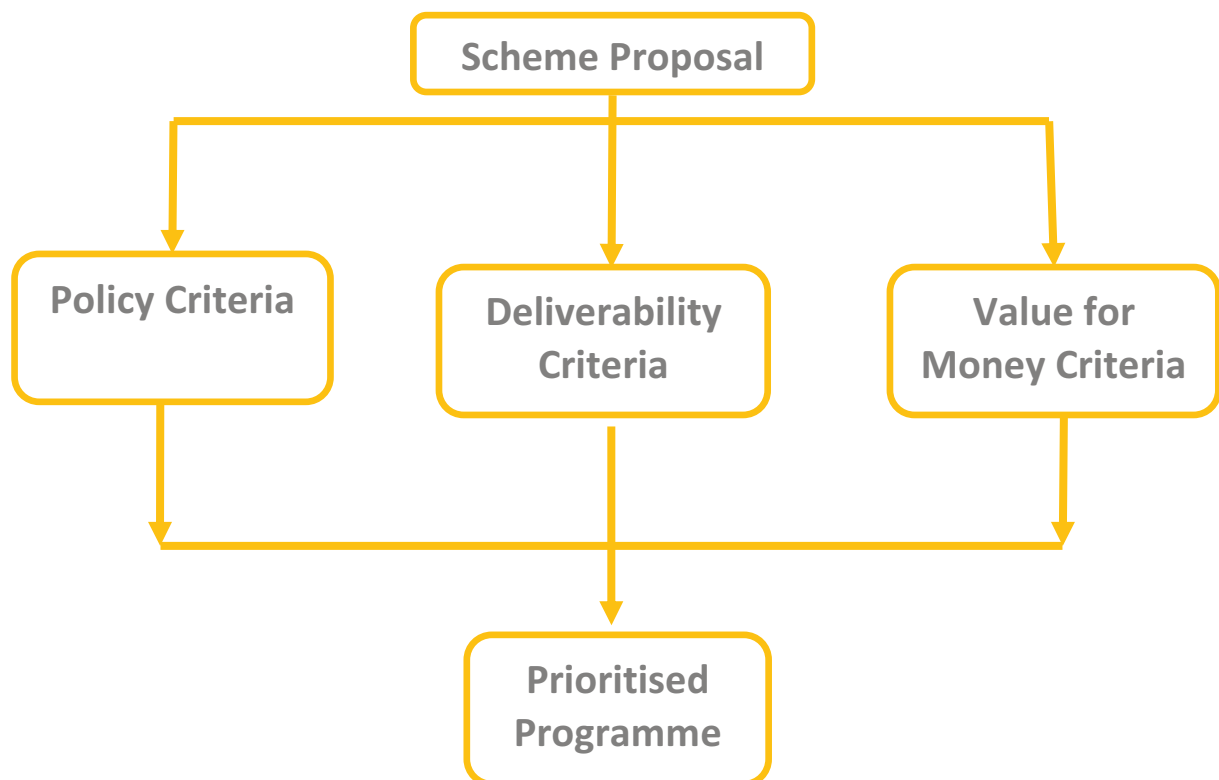 Scheme Proposal
Policy Criteria
Deliverability
Criteria
Value for
Money Criteria
Prioritised
Programme